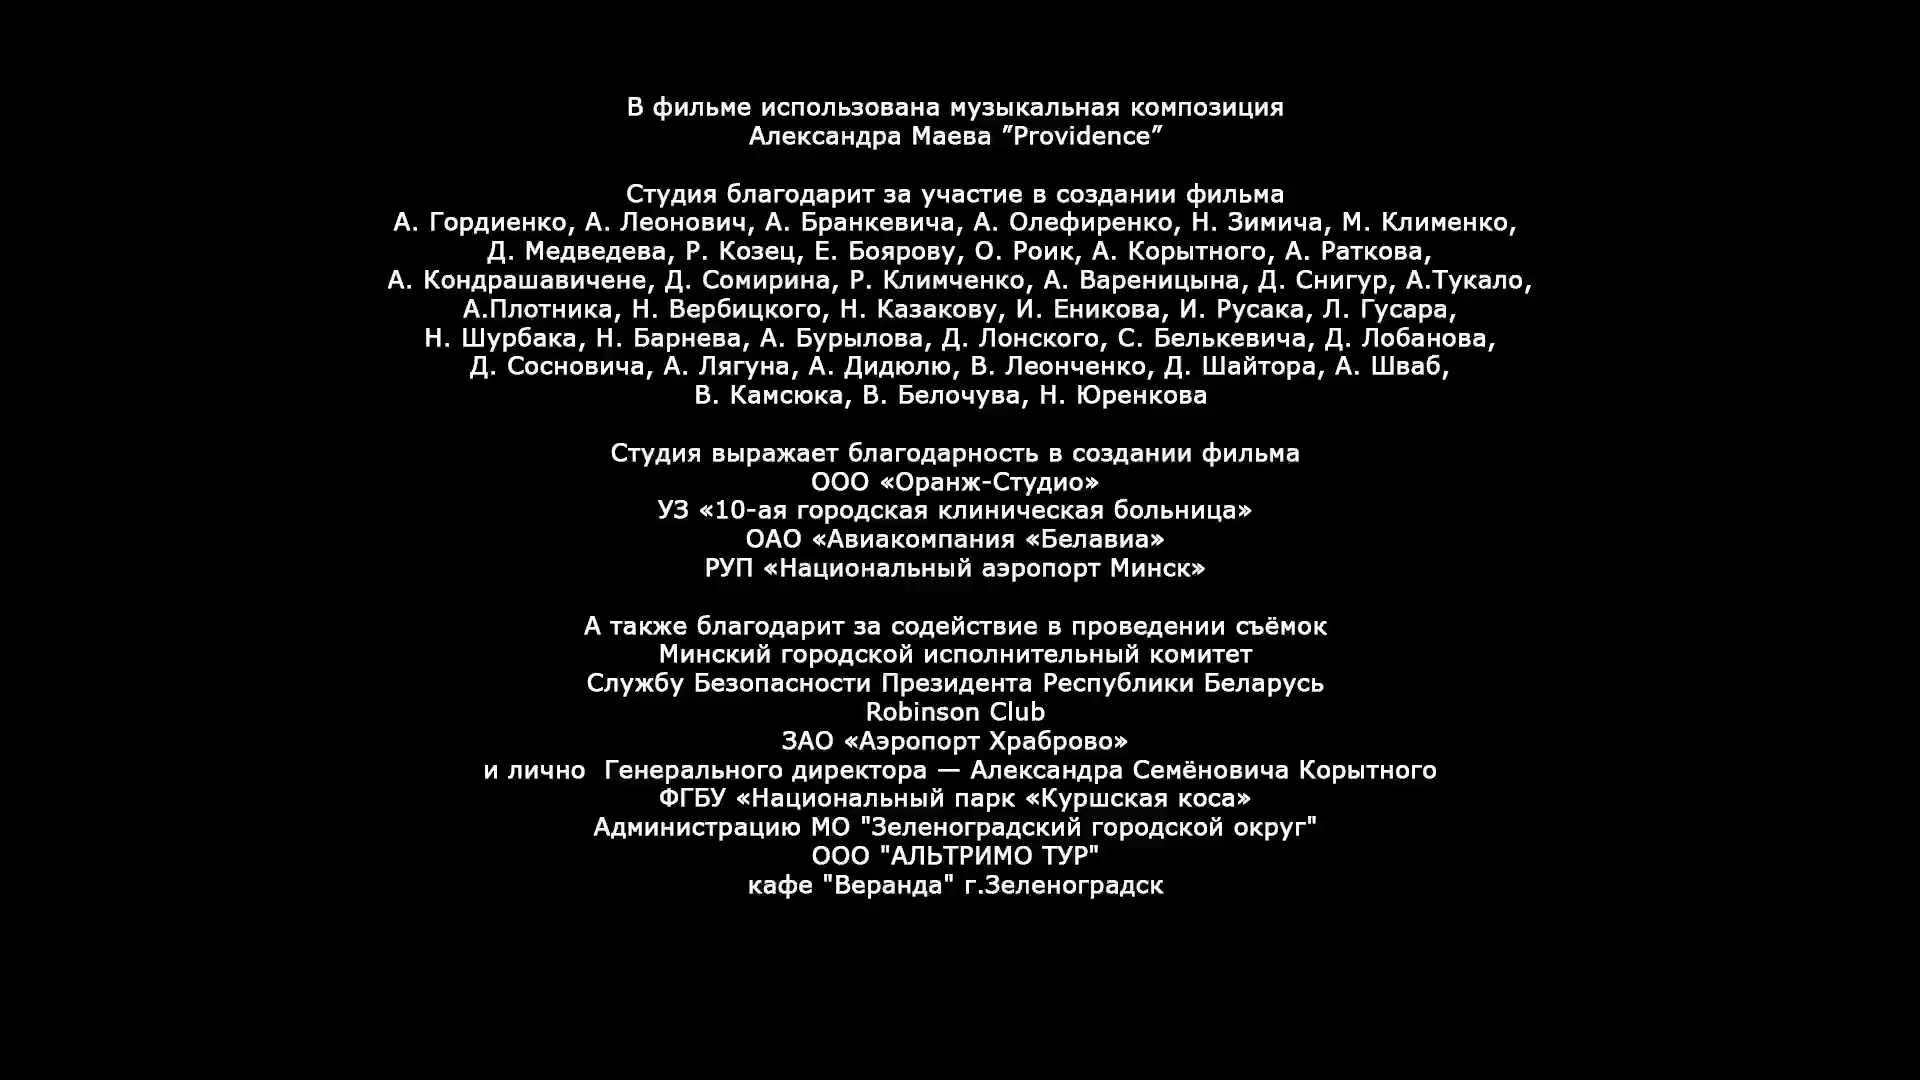 В фильме использована музыкальная композиция
Александра Маева ”Providence”
Студия благодарит за участие в создании фильма
А. Гордиенко, А. Леонович, А. Бранкевича, А. Олефиренко, Н. Зимича, М. Клименко,
Д. Медведева, Р. Козец, Е. Боярову, О. Роик, А. Корытного, А. Раткова,
А. Кондрашавичене, Д. Сомирина, Р. Климченко, А. Вареницына, Д. Снигур, А.Тукало,
А.Плотника, Н. Вербицкого, Н. Казакову, И. Еникова, И. Русака, Л. Гусара,
Н. Шурбака, Н. Барнева, А. Бурылова, Д. Лонского, С. Белькевича, Д. Лобанова,
Д. Сосновича, А. Лягуна, А. Дидюлю, В. Леонченко, Д. Шайтора, А. Шваб,
В. Камсюка, В. Белочува, Н. Юренкова
Студия выражает благодарность в создании фильма
ООО «Оранж-Студио»
УЗ «10-ая городская клиническая больница»
ОАО «Авиакомпания «Белавиа»
РУП «Национальный аэропорт Минск»
А также благодарит за содействие в проведении съёмок
Минский городской исполнительный комитет
Службу Безопасности Президента Республики Беларусь
Robinson Club
ЗАО «Аэропорт Храброво»
и лично  Генерального директора — Александра Семёновича Корытного
ФГБУ «Национальный парк «Куршская коса»
Администрацию МО "Зеленоградский городской округ"
ООО "АЛЬТРИМО ТУР"
кафе "Веранда" г.Зеленоградск